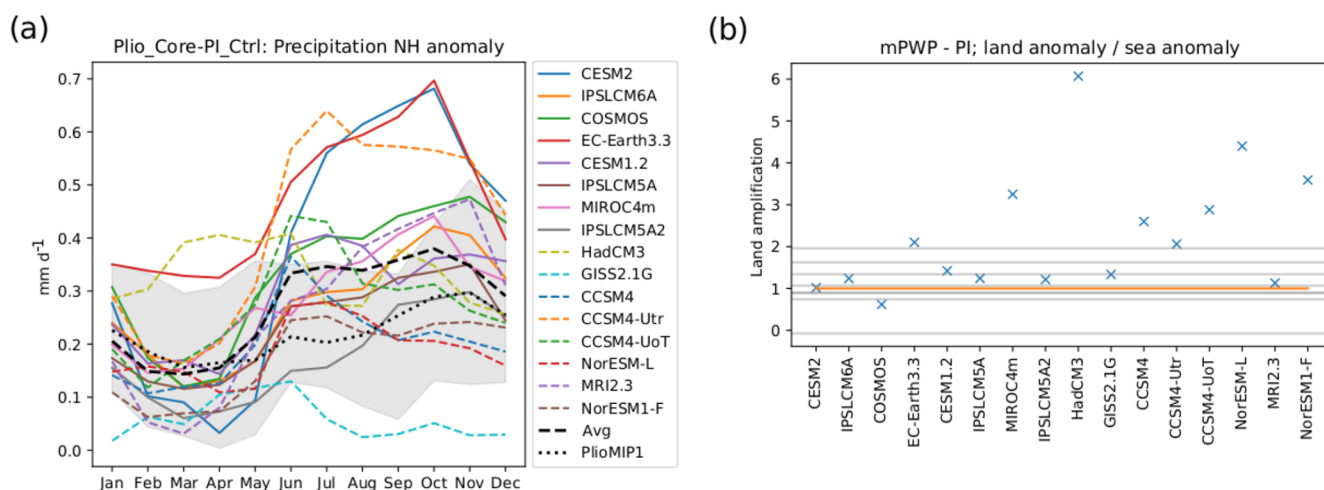 (a)
Plio_Core-PI_Ctrl: Precipitation NH anomaly
0.7
0.6
0.5
0.4
0.3
0.2
0.1
0.0
mm d⁻¹
Jan Feb Mar Apr May Jun Jul Aug Sep Oct Nov Dec
CESM2
IPSLCM6A
COSMOS
EC-Earth3.3
CESM1.2
IPSLCM5A
MIROC4m
IPSLCM5A2
HadCM3
GISS2.1G
CCSM4
CCSM4-Utr
CCSM4-UoT
NorESM-L
MRI2.3
NorESM1-F
Avg
PlioMIP1
(b)
mPWP - PI; land anomaly / sea anomaly
6
5
4
3
2
1
0
Land amplification
CESM2
IPSLCM6A
COSMOS
EC-Earth3.3
CESM1.2
IPSLCM5A
MIROC4m
IPSLCM5A2
HadCM3
GISS2.1G
CCSM4
CCSM4-Utr
CCSM4-UoT
NorESM-L
MRI2.3
NorESM1-F